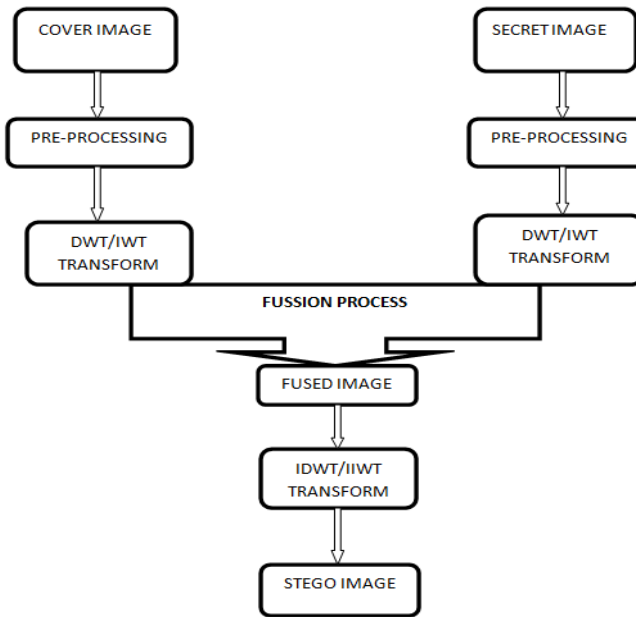 COVER IMAGE
SECRET IMAGE
PRE-PROCESSING
PRE-PROCESSING
DWT/IWT
TRANSFORM
DWT/IWT
TRANSFORM
FUSSION PROCESS
FUSED IMAGE
IDWT/IIWT
TRANSFORM
STEGO IMAGE